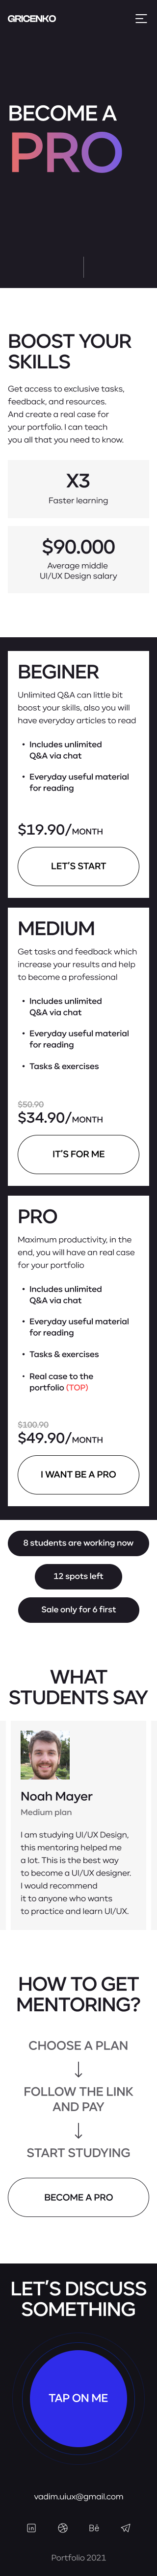 GRICENKO
BECOME A
PRO
BOOST YOUR
SKILLS
Get access to exclusive tasks,
feedback, and resources.
And create a real case for
your portfolio. I can teach
you all that you need to know.
X3
Faster learning
$90.000
Average middle
UI/UX Design salary
BEGINER
Unlimited Q&A can little bit
boost your skills, also you will
have everyday articles to read
• Includes unlimited
Q&A via chat
• Everyday useful material
for reading
$19.90/MONTH
LET'S START
MEDIUM
Get tasks and feedback which
increase your results and help
to become a professional
• Includes unlimited
Q&A via chat
• Everyday useful material
for reading
• Tasks & exercises
$50.90
$34.90/MONTH
IT'S FOR ME
PRO
Maximum productivity, in the
end, you will have an real case
for your portfolio
• Includes unlimited
Q&A via chat
• Everyday useful material
for reading
• Tasks & exercises
• Real case to the
portfolio (TOP)
$100.90
$49.90/MONTH
I WANT BE A PRO
8 students are working now
12 spots left
Sale only for 6 first
WHAT
STUDENTS SAY
Noah Mayer
Medium plan
I am studying UI/UX Design,
this mentoring helped me
a lot. This is the best way
to become a UI/UX designer.
I would recommend
it to anyone who wants
to practice and learn UI/UX.
HOW TO GET
MENTORING?
CHOOSE A PLAN
FOLLOW THE LINK
AND PAY
START STUDYING
BECOME A PRO
LET'S DISCUSS
SOMETHING
TAP ON ME
vadim.uiux@gmail.com
in
Bē
Portfolio 2021